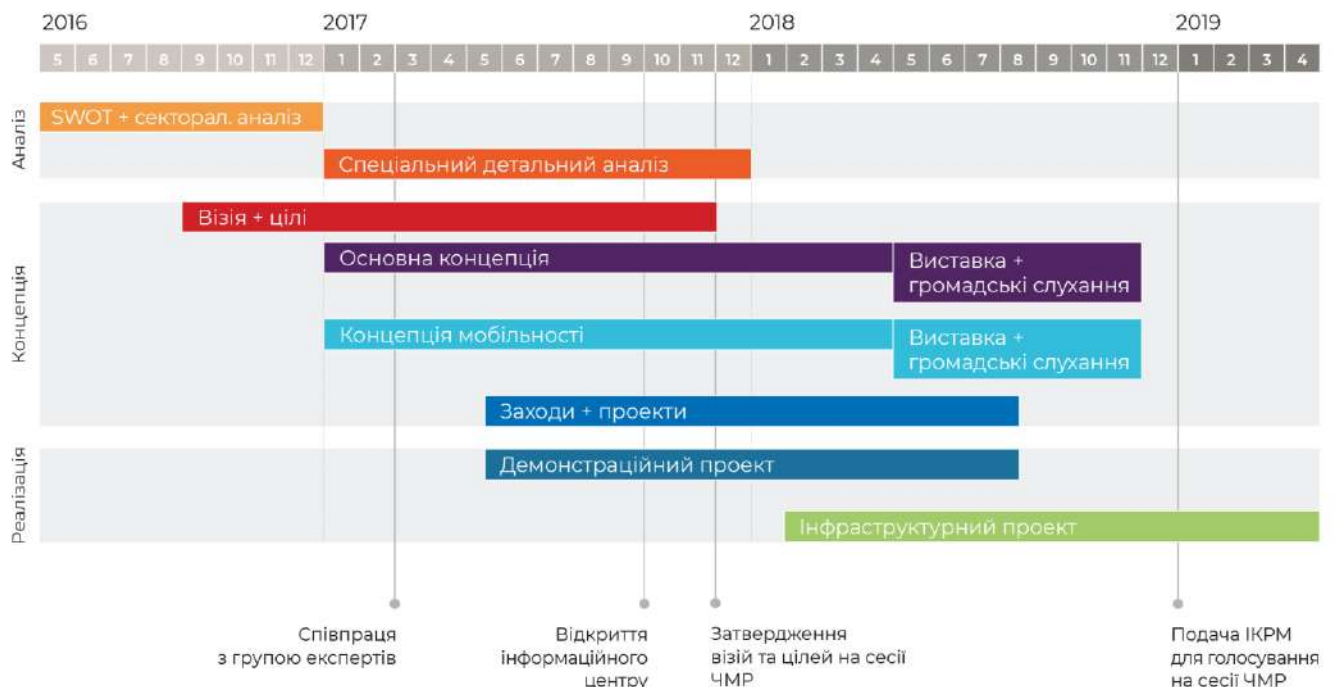 2016 2017 2018 2019
5 6 7 8 9 10 11 12 1 2 3 4 5 6 7 8 9 10 11 12 1 2 3 4 5 6 7 8 9 10 11 12 1 2 3 4
Аналіз
SWOT + секторал. аналіз
Спеціальний детальний аналіз
Концепція
Візія + цілі
Основна концепція
Виставка +
громадські слухання
Концепція мобільності
Виставка +
громадські слухання
Заходи + проекти
Реалізація
Демонстраційний проект
Інфраструктурний проект
Співпраця
з групою експертів
Відкриття
інформаційного
центру
Затвердження
візій та цілей на сесії
ЧМР
Подача ІКРМ
для голосування
на сесії ЧМР